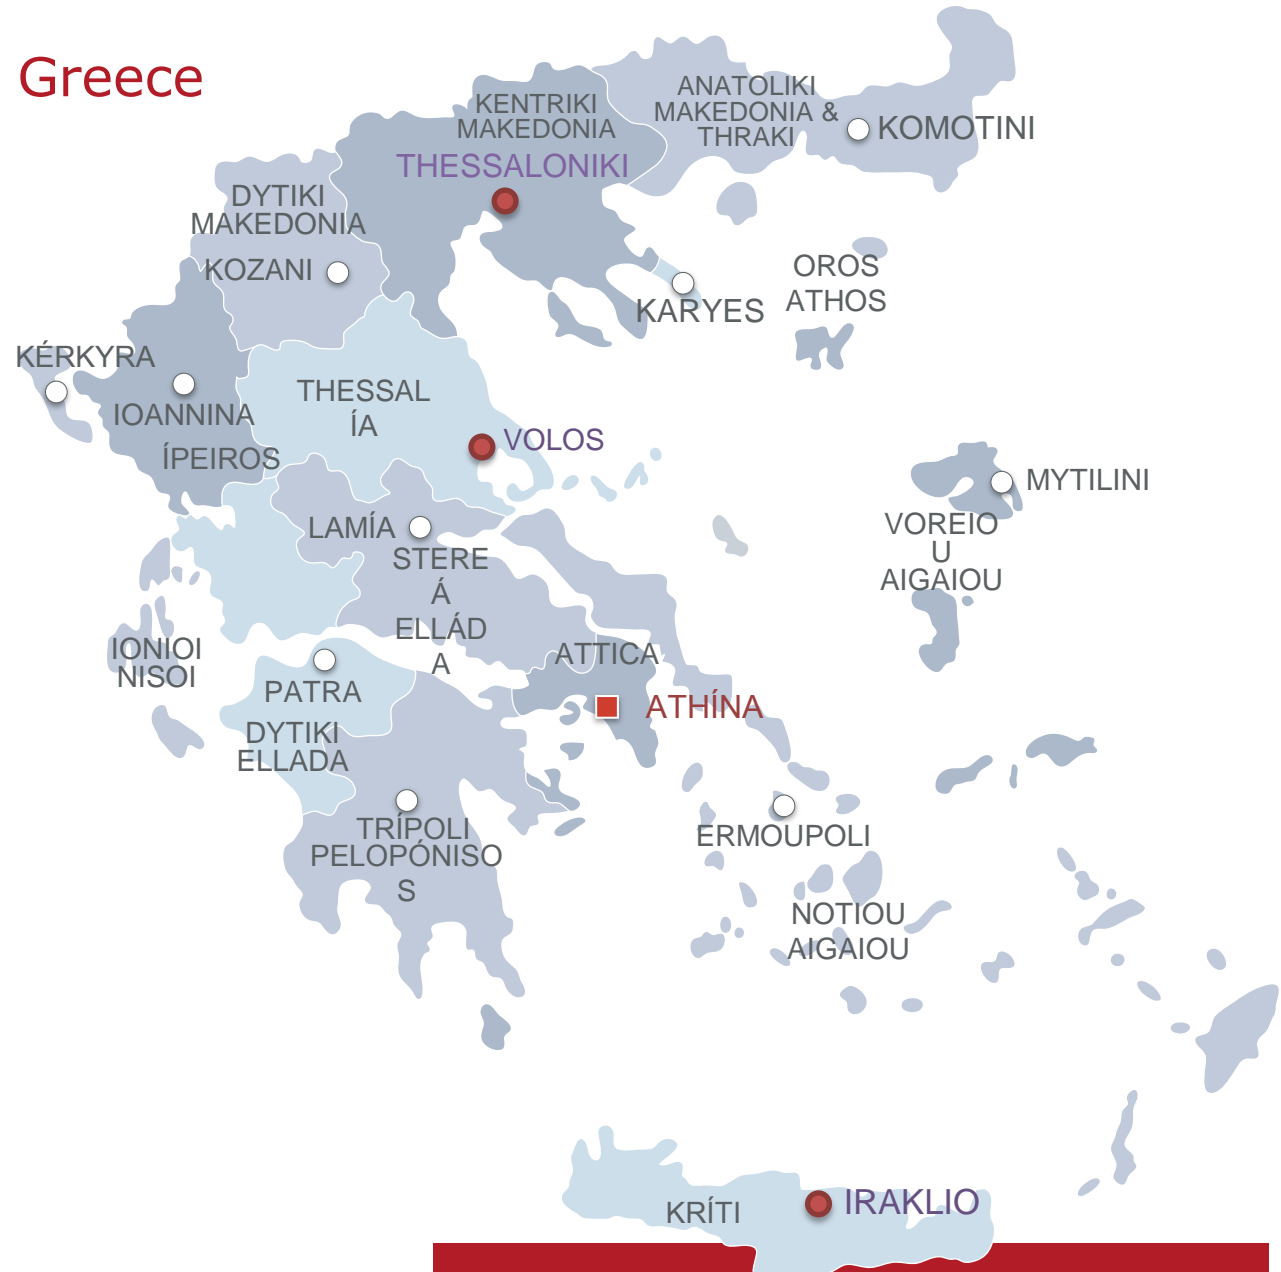 Greece
KENTRIKI
MAKEDONIA
THESSALONIKI
ANATOLIKI
MAKEDONIA &
THRAKI
KOMOTINI
DYTIKI
MAKEDONIA
KOZANI
OROS
ATHOS
KARYES
KÉRKYRA
IOANNINA
ÍPEIROS
THESSAL
ÍA
VOLOS
MYTILINI
VOREIO
U
AIGAIOU
LAMÍA
STERE
Á
ELLÁD
A
IONIOI
NISOI
ATTICA
PATRA
ATHÍNA
DYTIKI
ELLADA
TRÍPOLI
PELOPÓNISO
S
ERMOUPOLI
NOTIOU
AIGAIOU
KRÍTI
IRAKLIO